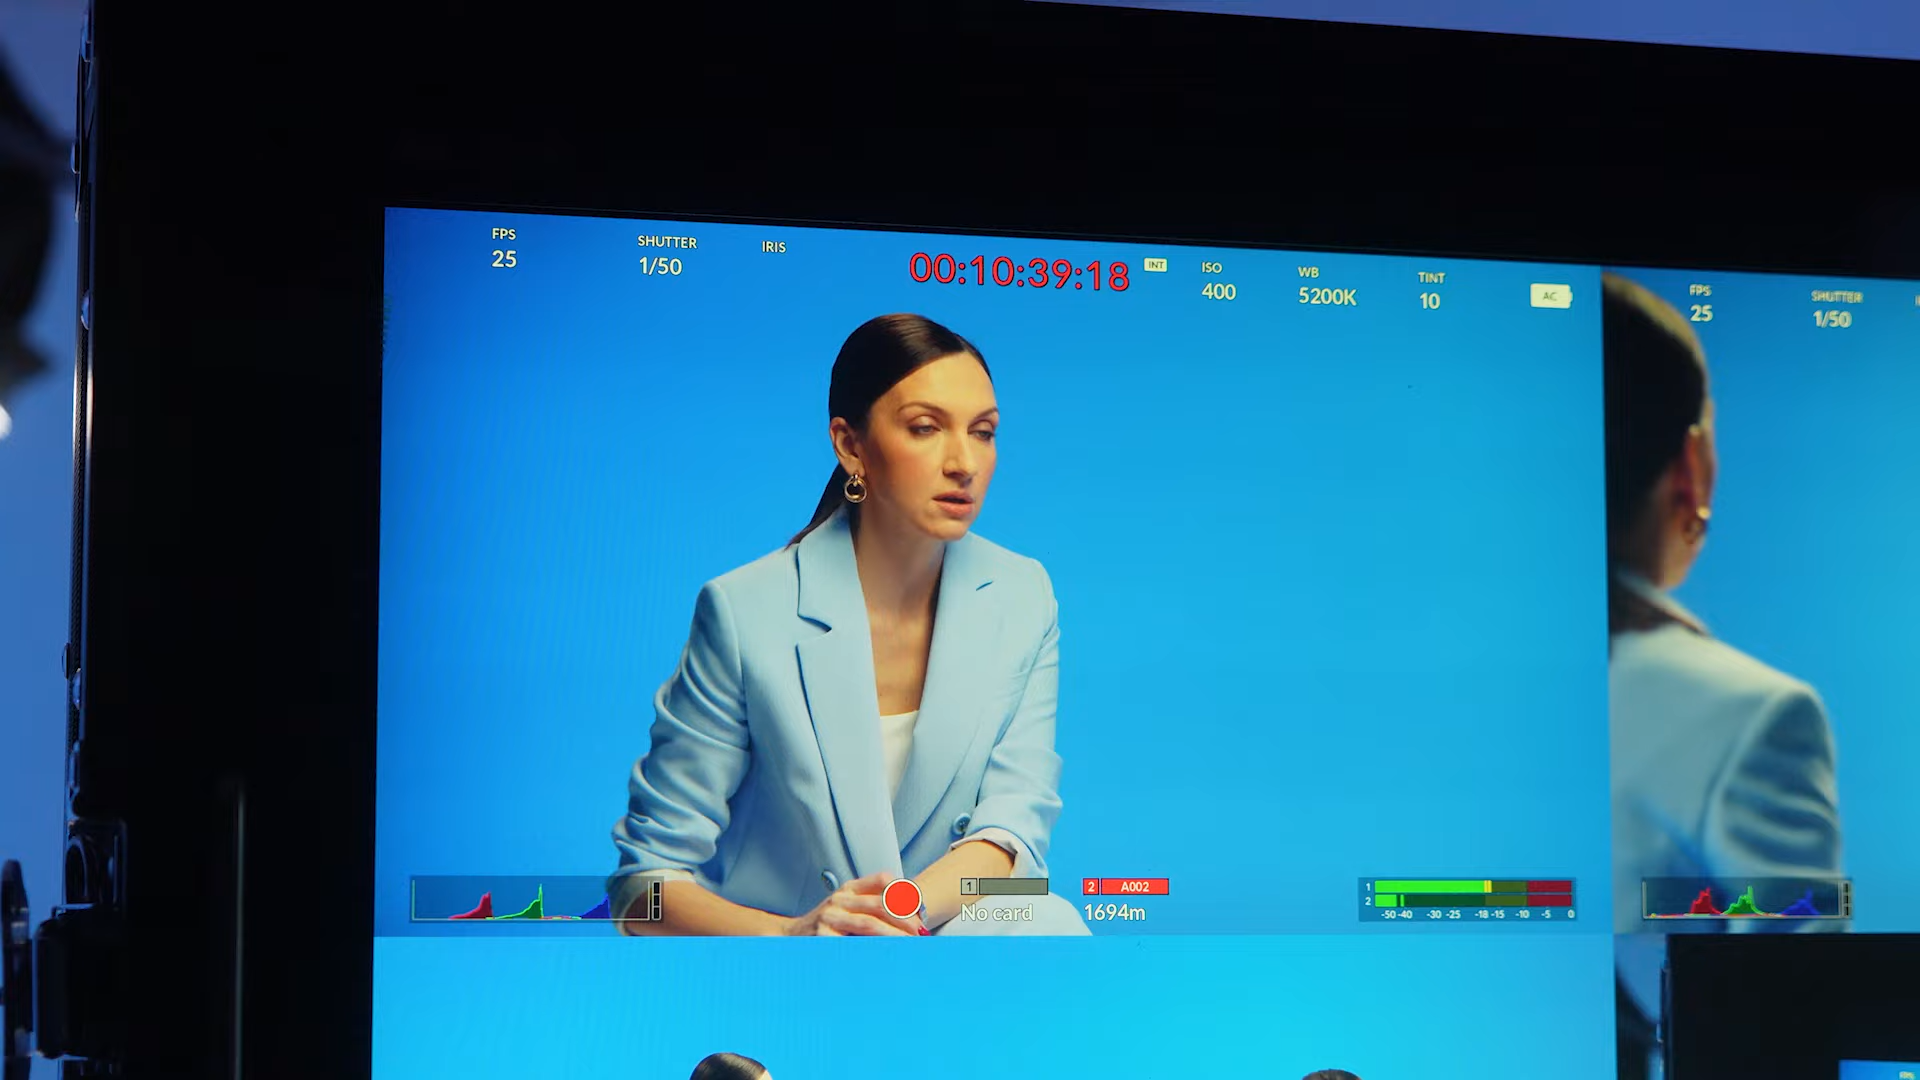 FPS
25
SHUTTER
1/50
IRIS
00:10:39:18
INT
ISO
400
WB
5200K
TINT
10
AC
FPS
25
SHUTTER
1/50
1
No card
2 A002
1694m
1
2
-50 -40 -30 -25 -18 -15 -10 -5 0